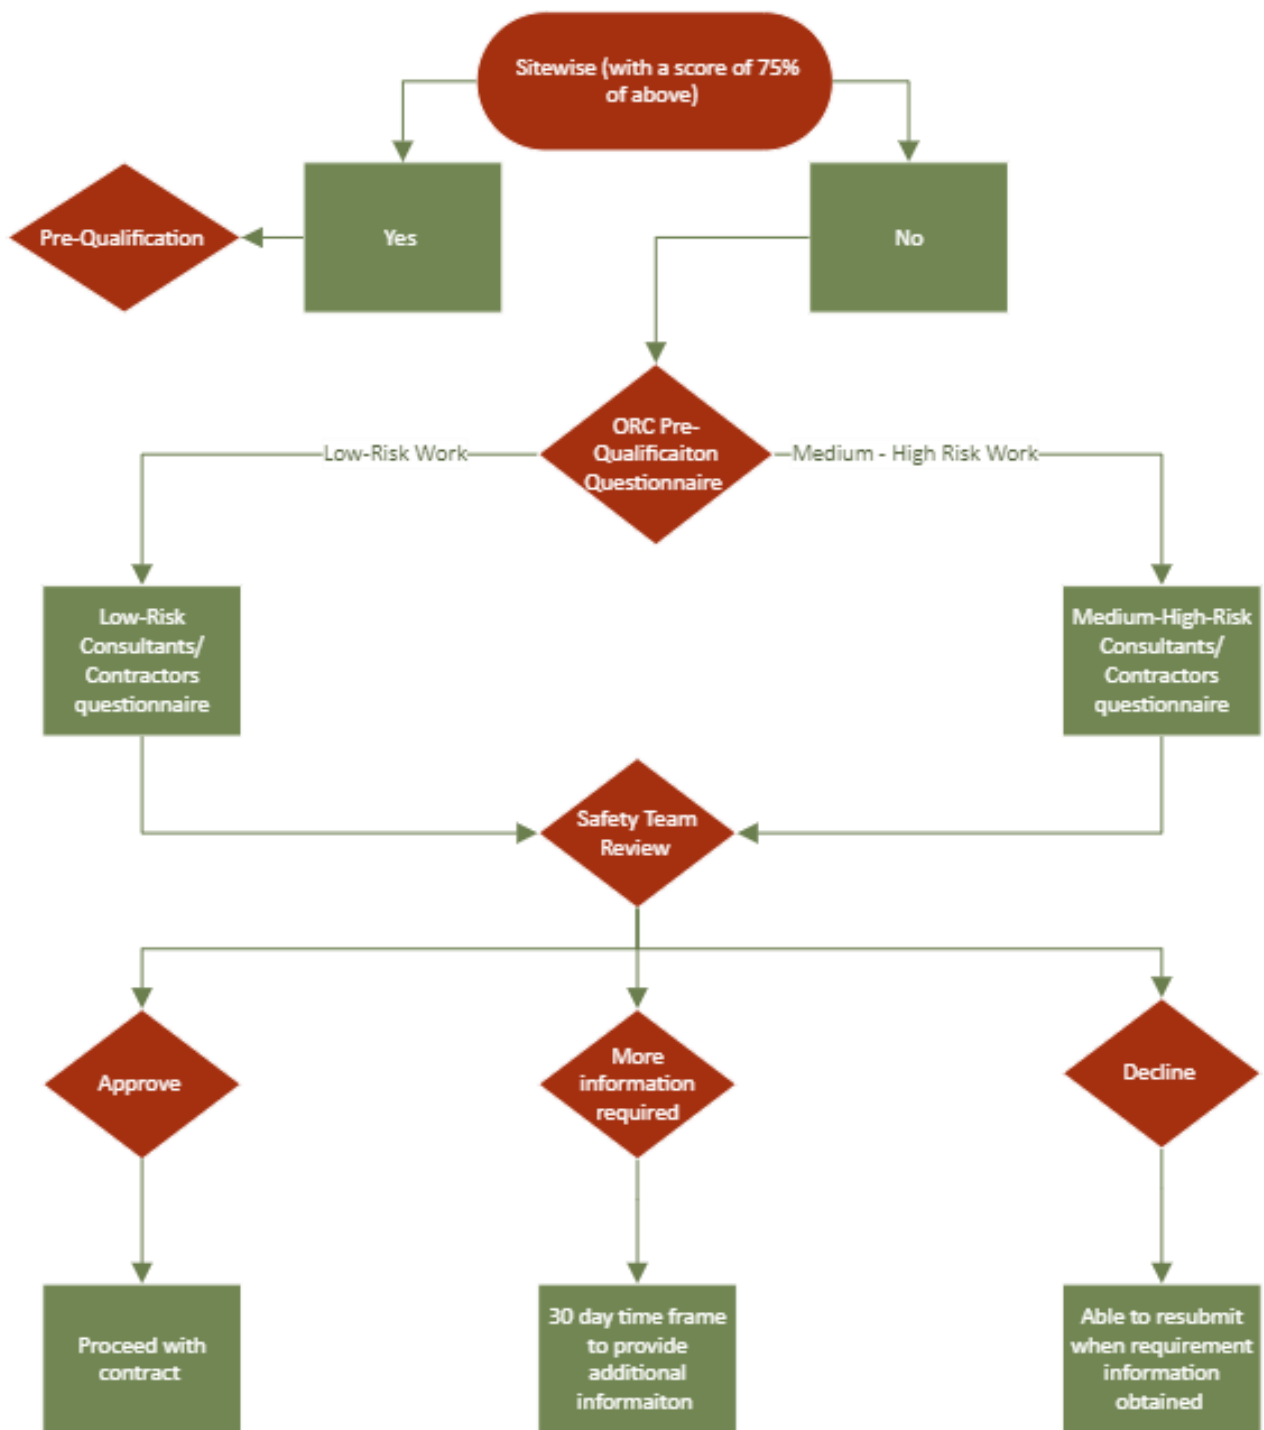 Sitewise (with a score of 75%
of above)
Pre-Qualification
Yes
No
ORC Pre-
Qualificaiton
Questionnaire
Low-Risk Work
Medium - High Risk Work
Low-Risk
Consultants/
Contractors
questionnaire
Medium-High-Risk
Consultants/
Contractors
questionnaire
Safety Team
Review
Approve
More
information
required
Decline
Proceed with
contract
30 day time frame
to provide
additional
informaiton
Able to resubmit
when requirement
information
obtained